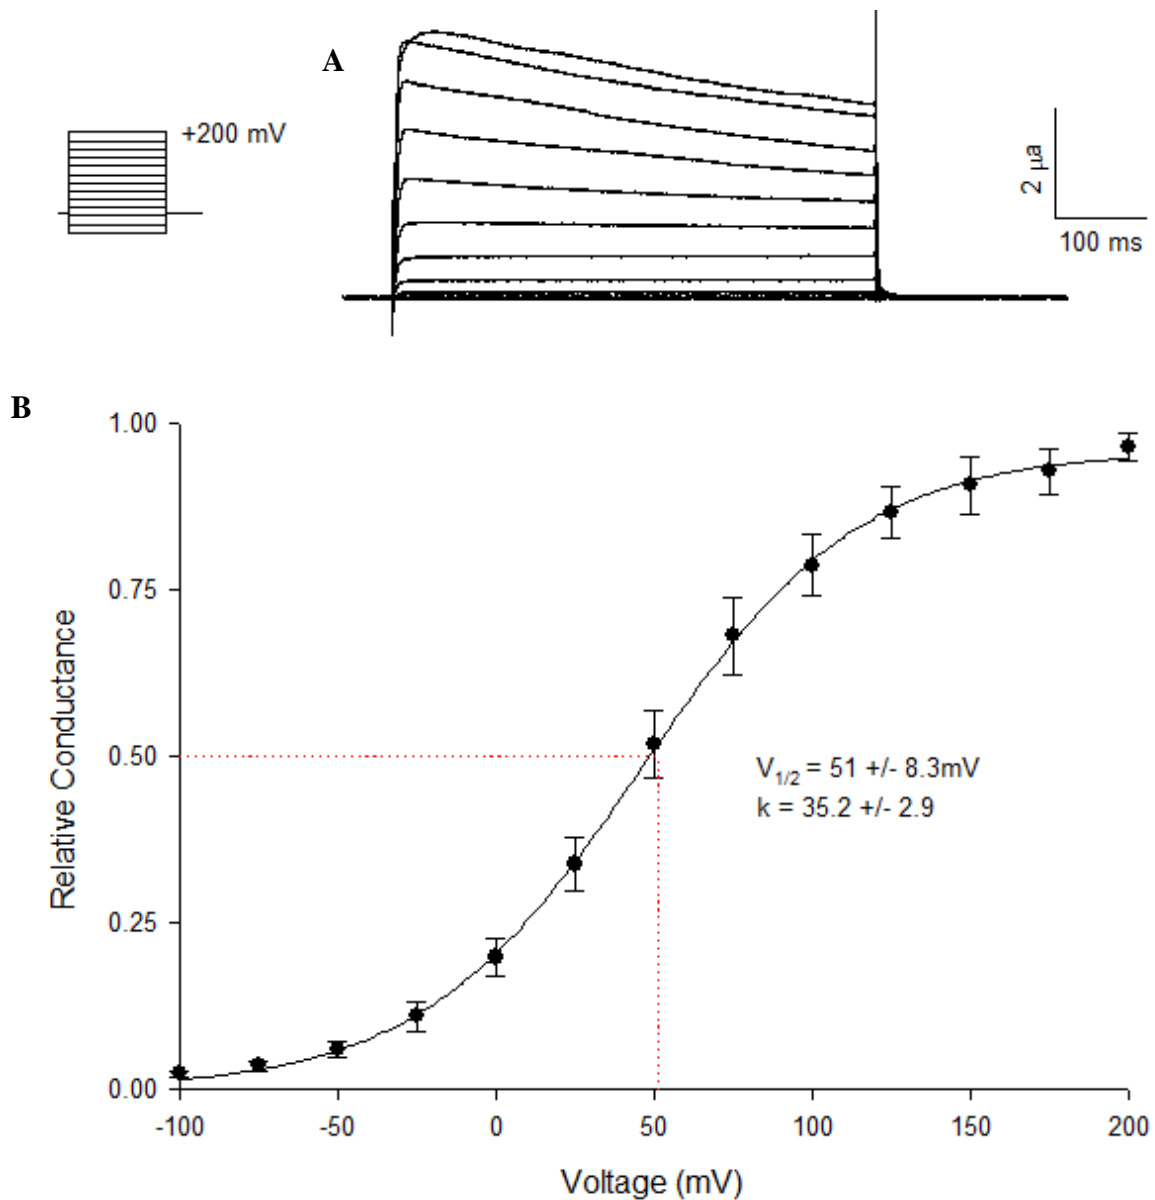 A
+200 mV
2 µa
100 ms
B
1.00
0.75
0.50
0.25
0.00
Relative Conductance
V1/2 = 51 +/- 8.3mV
k = 35.2 +/- 2.9
-100 -50 0 50 100 150 200
Voltage (mV)